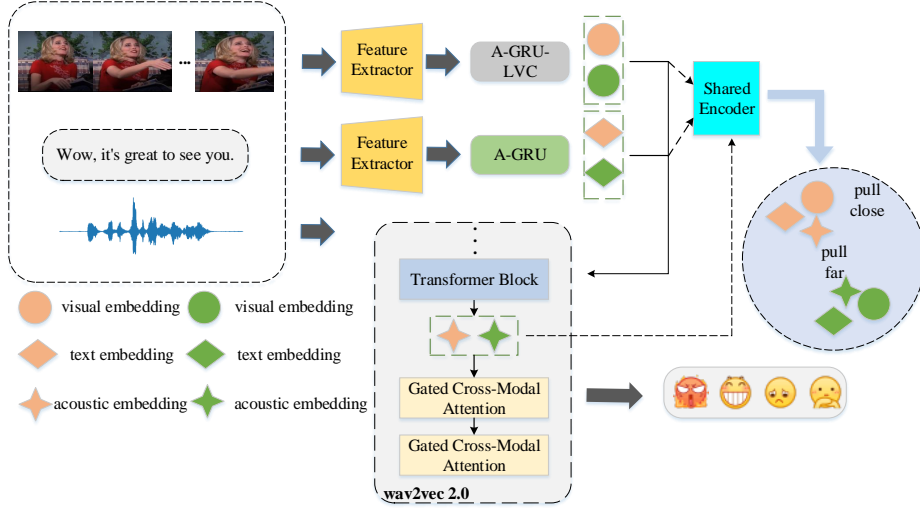 Feature
Extractor
A-GRU-
LVC
Shared
Encoder
...
Wow, it's great to see you.
Feature
Extractor
A-GRU
pull
close
pull
far
Transformer Block
visual embedding
visual embedding
text embedding
text embedding
acoustic embedding
acoustic embedding
Gated Cross-Modal
Attention
Gated Cross-Modal
Attention
wav2vec 2.0